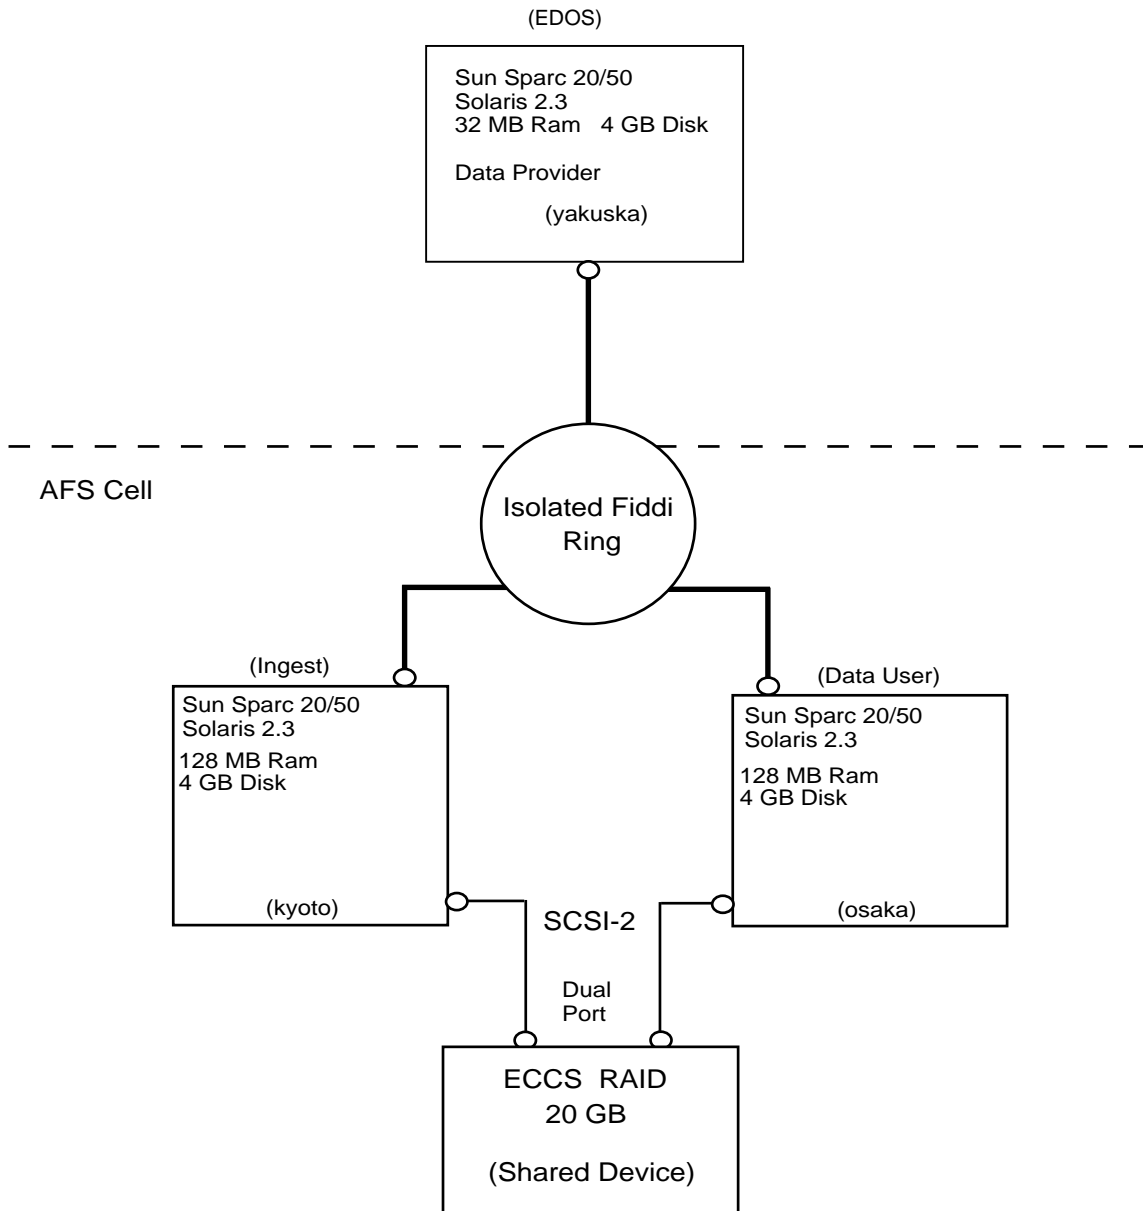 (EDOS)
Sun Sparc 20/50
Solaris 2.3
32 MB Ram   4 GB Disk
Data Provider
(yakuska)
AFS Cell
Isolated Fiddi
Ring
(Ingest)
Sun Sparc 20/50
Solaris 2.3
128 MB Ram
4 GB Disk
(kyoto)
(Data User)
Sun Sparc 20/50
Solaris 2.3
128 MB Ram
4 GB Disk
(osaka)
SCSI-2
Dual
Port
ECCS  RAID
20 GB
(Shared Device)